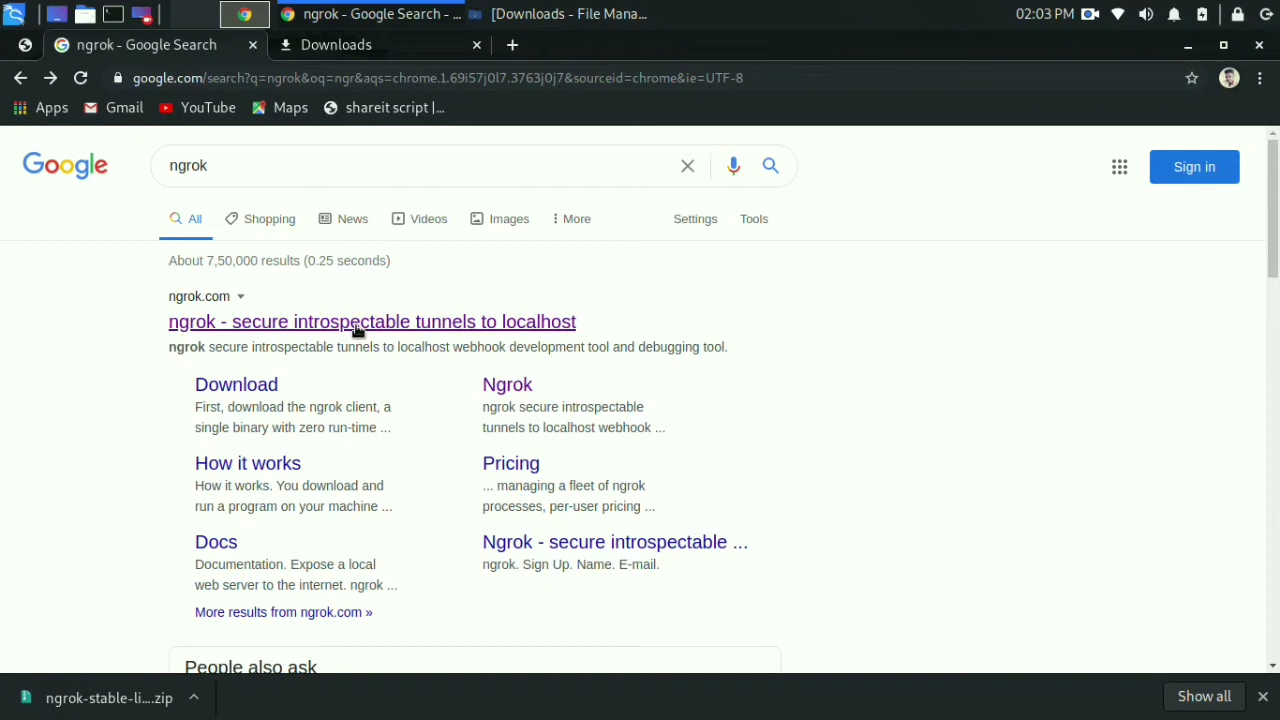 ngrok - Google Search - ...
[Downloads - File Mana...
02:03 PM
ngrok - Google Search
Downloads
google.com/search?q=ngrok&oq=ngr&aqs=chrome.1.69i57j0l7.3763j0j7&sourceid=chrome&ie=UTF-8
Apps
Gmail
YouTube
Maps
shareit script |...
Google
ngrok
Sign in
All
Shopping
News
Videos
Images
More
Settings
Tools
About 7,50,000 results (0.25 seconds)
ngrok.com
ngrok - secure introspectable tunnels to localhost
ngrok secure introspectable tunnels to localhost webhook development tool and debugging tool.
Download
First, download the ngrok client, a
single binary with zero run-time ...
Ngrok
ngrok secure introspectable
tunnels to localhost webhook ...
How it works
How it works. You download and
run a program on your machine ...
Pricing
... managing a fleet of ngrok
processes, per-user pricing ...
Docs
Documentation. Expose a local
web server to the internet. ngrok ...
Ngrok - secure introspectable ...
ngrok. Sign Up. Name. E-mail.
More results from ngrok.com »
People also ask
ngrok-stable-li....zip
Show all